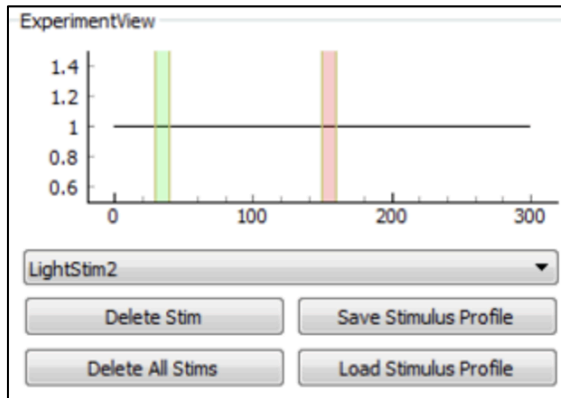 ExperimentView
1.4
1.2
1
0.8
0.6
0 100 200 300
LightStim2
Delete Stim Save Stimulus Profile
Delete All Stims Load Stimulus Profile